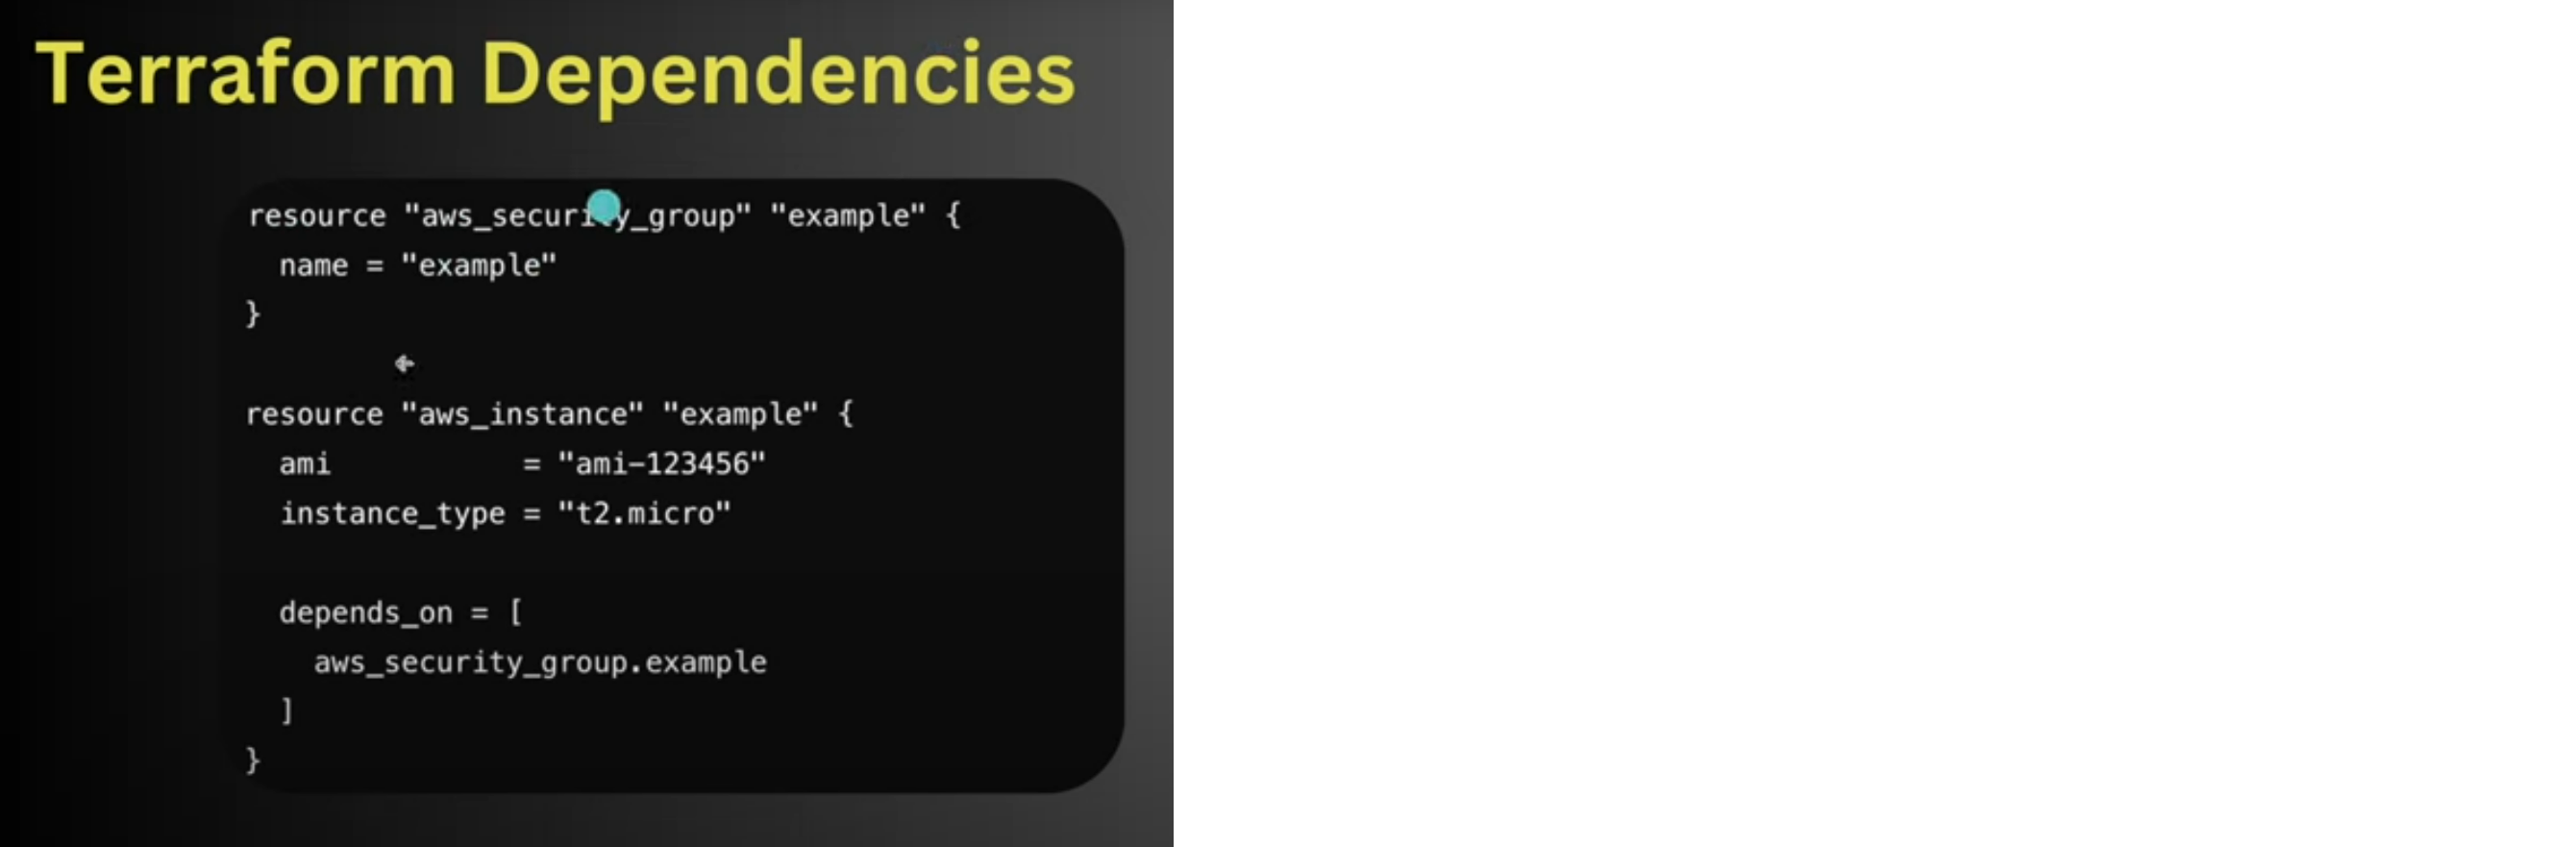 Terraform Dependencies
resource "aws_security_group" "example" {
  name = "example"
}
resource "aws_instance" "example" {
  ami           = "ami-123456"
  instance_type = "t2.micro"
  depends_on = [
    aws_security_group.example
  ]
}